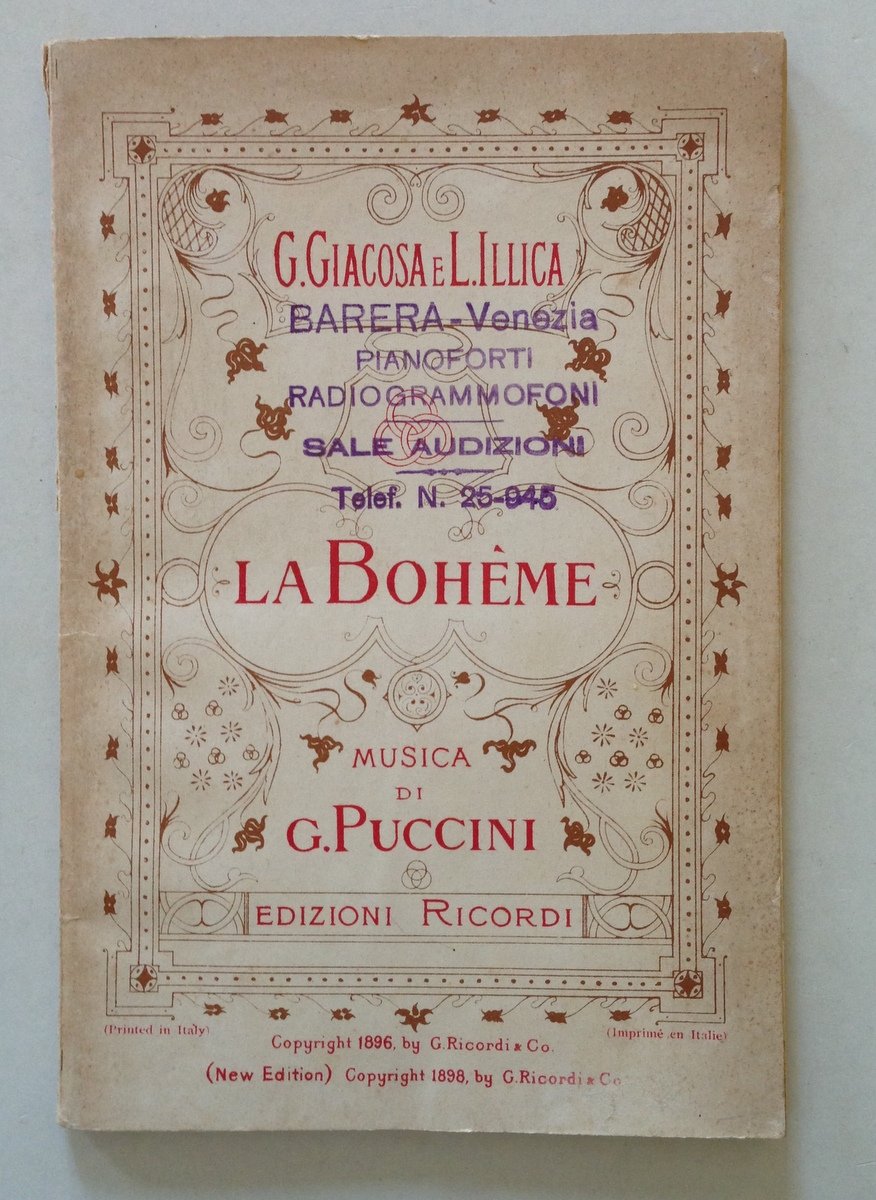 G. GIACOSA E L. ILLICA
BARERA-Venezia
PIANOFORTI
RADIOGRAMMOFONI
SALE AUDIZIONI
Telef. N. 25-945
LA BOHÈME
MUSICA
DI
G. PUCCINI
EDIZIONI RICORDI
(Printed in Italy)
(Imprimé en Italie)
Copyright 1896, by G. Ricordi & Co.
(New Edition) Copyright 1898, by G. Ricordi & Co